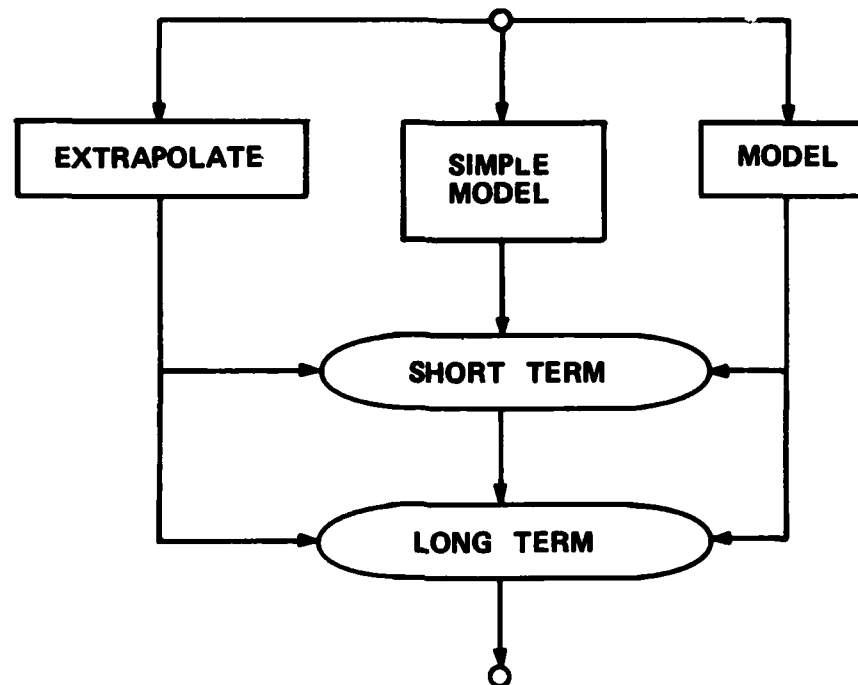 EXTRAPOLATE
SIMPLE
MODEL
MODEL
SHORT TERM
LONG TERM